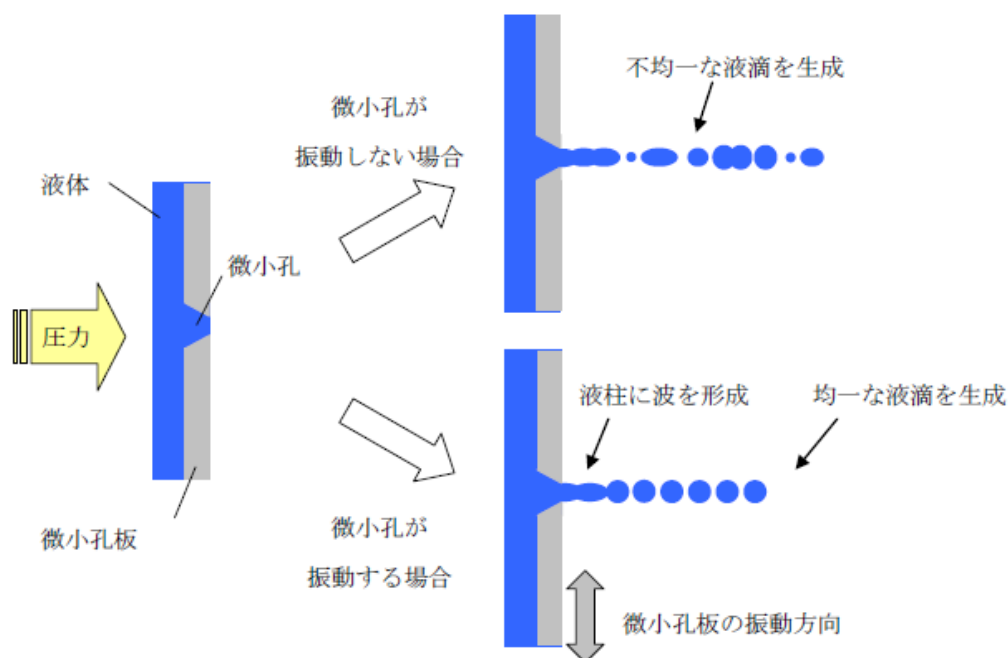 不均一な液滴を生成
微小孔が
振動しない場合
液体
微小孔
圧力
液柱に波を形成
均一な液滴を生成
微小孔板
微小孔が
振動する場合
微小孔板の振動方向